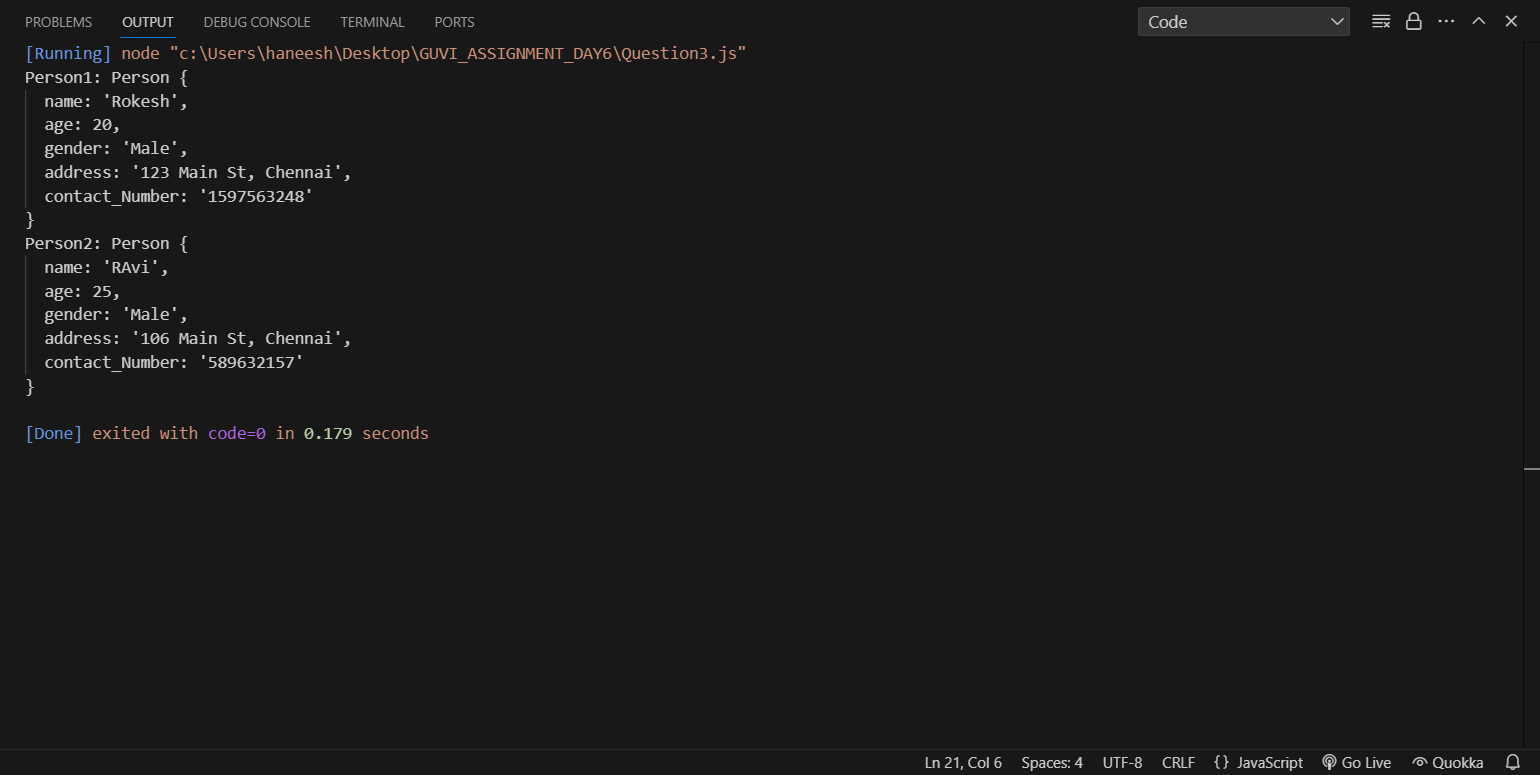 PROBLEMS OUTPUT DEBUG CONSOLE TERMINAL PORTS Code
[Running] node "c:\Users\haneesh\Desktop\GUVI_ASSIGNMENT_DAY6\Question3.js"
Person1: Person {
  name: 'Rokesh',
  age: 20,
  gender: 'Male',
  address: '123 Main St, Chennai',
  contact_Number: '1597563248'
}
Person2: Person {
  name: 'RAvi',
  age: 25,
  gender: 'Male',
  address: '106 Main St, Chennai',
  contact_Number: '589632157'
}
[Done] exited with code=0 in 0.179 seconds
Ln 21, Col 6 Spaces: 4 UTF-8 CRLF {} JavaScript Go Live Quokka